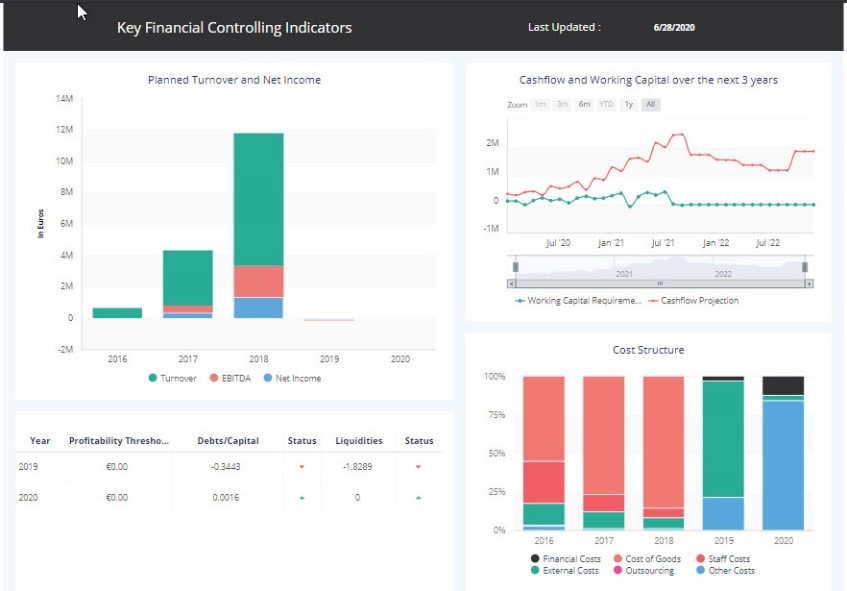 Key Financial Controlling Indicators
Last Updated :
6/28/2020
Planned Turnover and Net Income
14M
12M
10M
8M
6M
4M
2M
0
-2M
In Euros
2016 2017 2018 2019 2020
Turnover EBITDA Net Income
Cashflow and Working Capital over the next 3 years
Zoom 1m 3m 6m YTD 1y All
2M
1M
0
-1M
Jul '20 Jan '21 Jul '21 Jan '22 Jul '22
2021 2022
Working Capital Requireme... Cashflow Projection
Year Profitability Thresho... Debts/Capital Status Liquidities Status
2019 €0.00 -0.3443 -1.8289
2020 €0.00 0.0016 0
Cost Structure
100%
75%
50%
25%
0%
2016 2017 2018 2019 2020
Financial Costs Cost of Goods Staff Costs
External Costs Outsourcing Other Costs